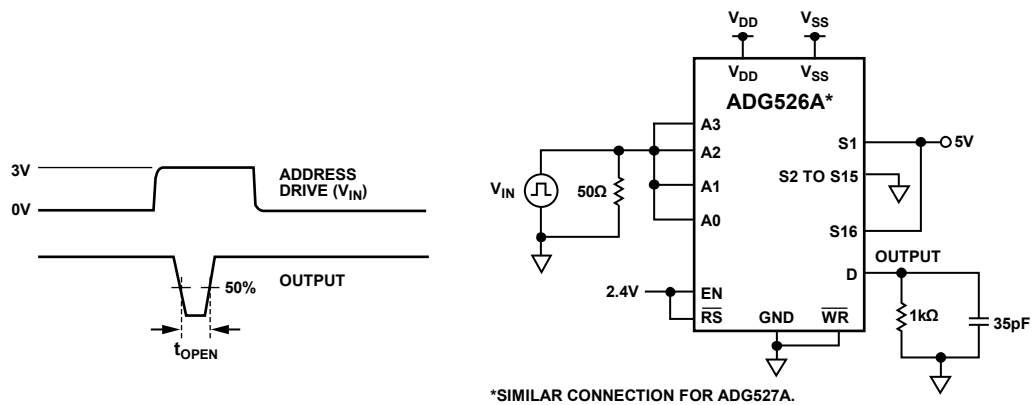 3V
0V
ADDRESS
DRIVE (VIN)
OUTPUT
50%
tOPEN
VDD
VSS
VDD
VSS
ADG526A*
A3
A2
A1
A0
VIN
50Ω
2.4V
EN
RS
GND
WR
S1
5V
S2 TO S15
S16
OUTPUT
D
1kΩ
35pF
*SIMILAR CONNECTION FOR ADG527A.